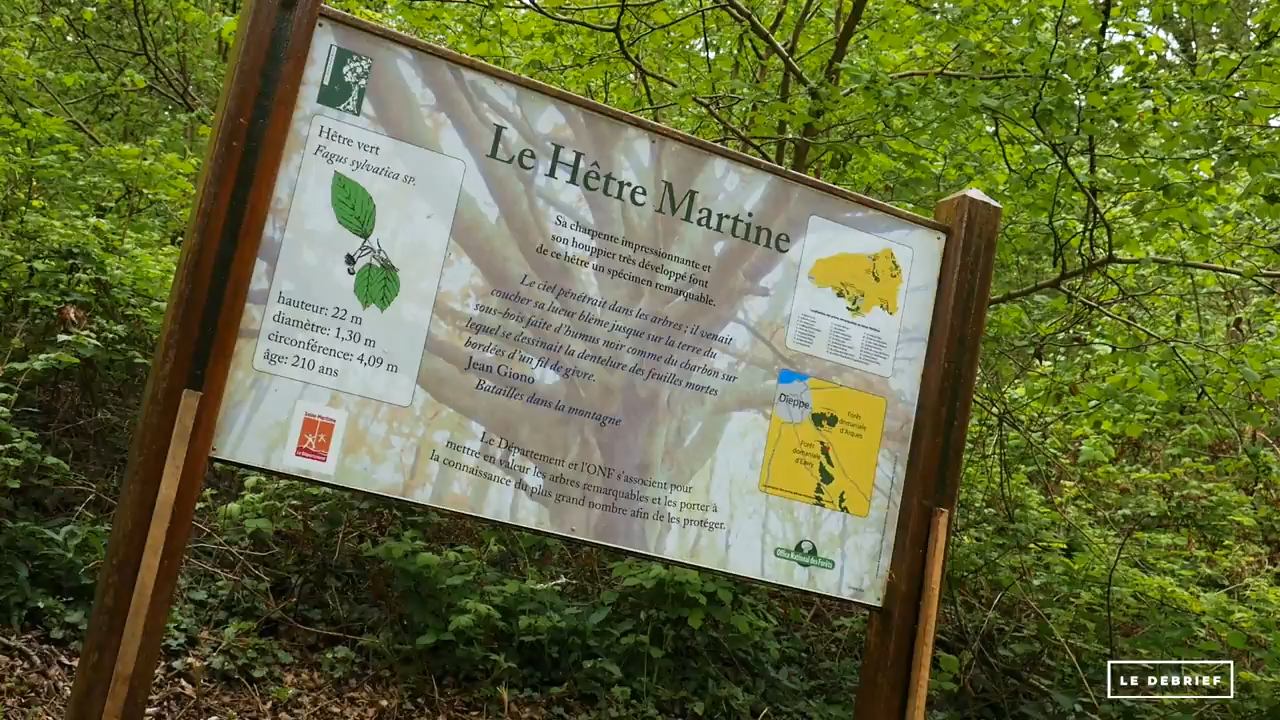 Hêtre vert
Fagus sylvatica SP.
hauteur: 22 m
diamètre: 1,30 m
circonférence: 4,09 m
âge: 210 ans
Seine-Maritime
Le Département
Le Hêtre Martine
Sa charpente impressionnante et
son houppier très développé font
de ce hêtre un spécimen remarquable.
Le ciel pénétrait dans les arbres ; il venait
coucher sa lueur blême jusque sur la terre du
sous-bois faite d'humus noir comme du charbon sur
lequel se dessinait la dentelure des feuilles mortes
bordées d'un fil de givre.
Jean Giono
Batailles dans la montagne
Le Département et l'ONF s'associent pour
mettre en valeur les arbres remarquables et les porter à
la connaissance du plus grand nombre afin de les protéger.
Dieppe
Forêt
domaniale
d'Arques
Forêt
domaniale
d'Eawy
Office National des Forêts
LE DEBRIEF